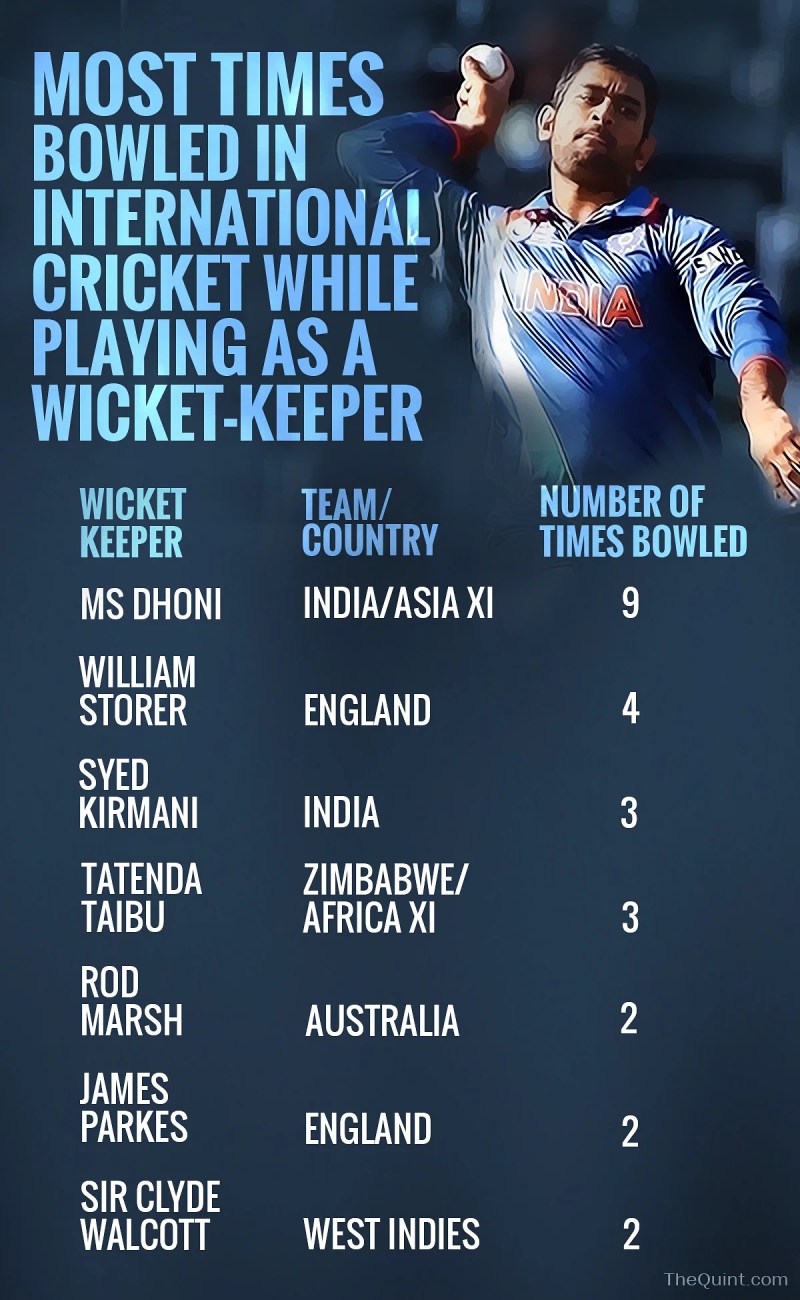 MOST TIMES
BOWLED IN
INTERNATIONAL
CRICKET WHILE
PLAYING AS A
WICKET-KEEPER
WICKET
KEEPER
TEAM/
COUNTRY
NUMBER OF
TIMES BOWLED
MS DHONI
INDIA/ASIA XI
9
WILLIAM
STORER
ENGLAND
4
SYED
KIRMANI
INDIA
3
TATENDA
TAIBU
ZIMBABWE/
AFRICA XI
3
ROD
MARSH
AUSTRALIA
2
JAMES
PARKES
ENGLAND
2
SIR CLYDE
WALCOTT
WEST INDIES
2
INDIA
TheQuint.com